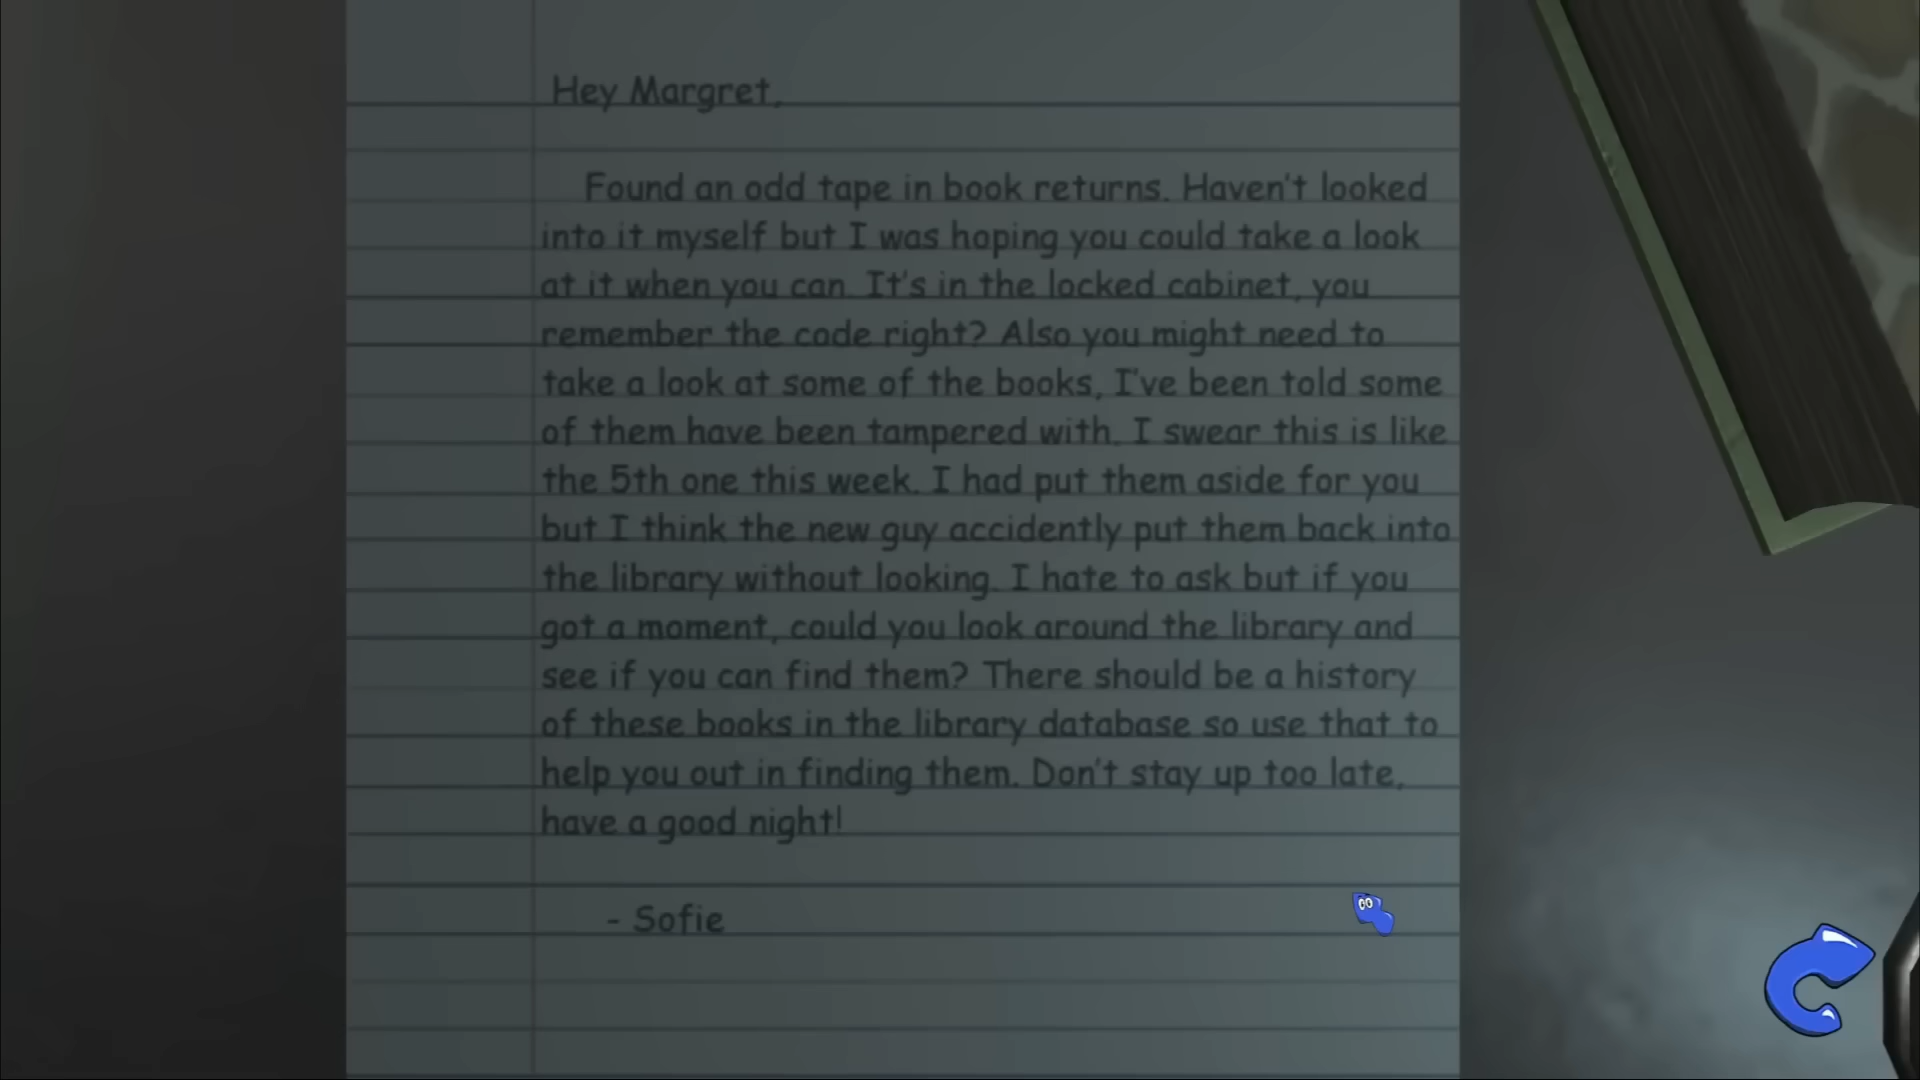 Hey Margret,
Found an odd tape in book returns. Haven't looked
into it myself but I was hoping you could take a look
at it when you can. It's in the locked cabinet, you
remember the code right? Also you might need to
take a look at some of the books, I've been told some
of them have been tampered with. I swear this is like
the 5th one this week. I had put them aside for you
but I think the new guy accidently put them back into
the library without looking. I hate to ask but if you
got a moment, could you look around the library and
see if you can find them? There should be a history
of these books in the library database so use that to
help you out in finding them. Don't stay up too late,
have a good night!
- Sofie